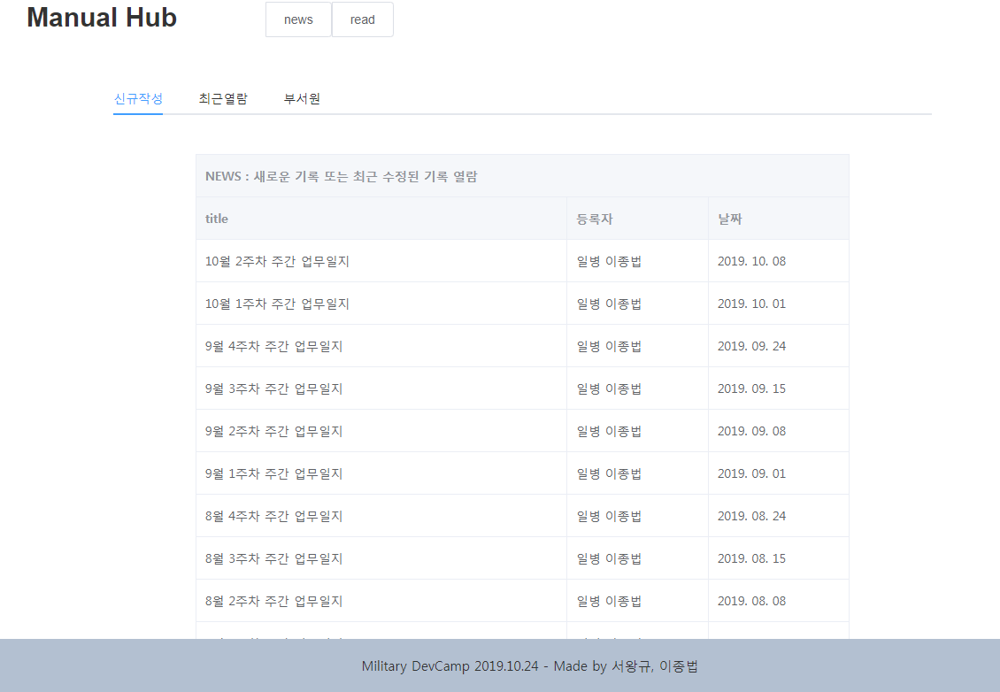 Manual Hub
news read
신규작성 최근열람 부서원
NEWS : 새로운 기록 또는 최근 수정된 기록 열람
title 등록자 날짜
10월 2주차 주간 업무일지 일병 이종법 2019. 10. 08
10월 1주차 주간 업무일지 일병 이종법 2019. 10. 01
9월 4주차 주간 업무일지 일병 이종법 2019. 09. 24
9월 3주차 주간 업무일지 일병 이종법 2019. 09. 15
9월 2주차 주간 업무일지 일병 이종법 2019. 09. 08
9월 1주차 주간 업무일지 일병 이종법 2019. 09. 01
8월 4주차 주간 업무일지 일병 이종법 2019. 08. 24
8월 3주차 주간 업무일지 일병 이종법 2019. 08. 15
8월 2주차 주간 업무일지 일병 이종법 2019. 08. 08
Military DevCamp 2019.10.24 - Made by 서왕규, 이종법